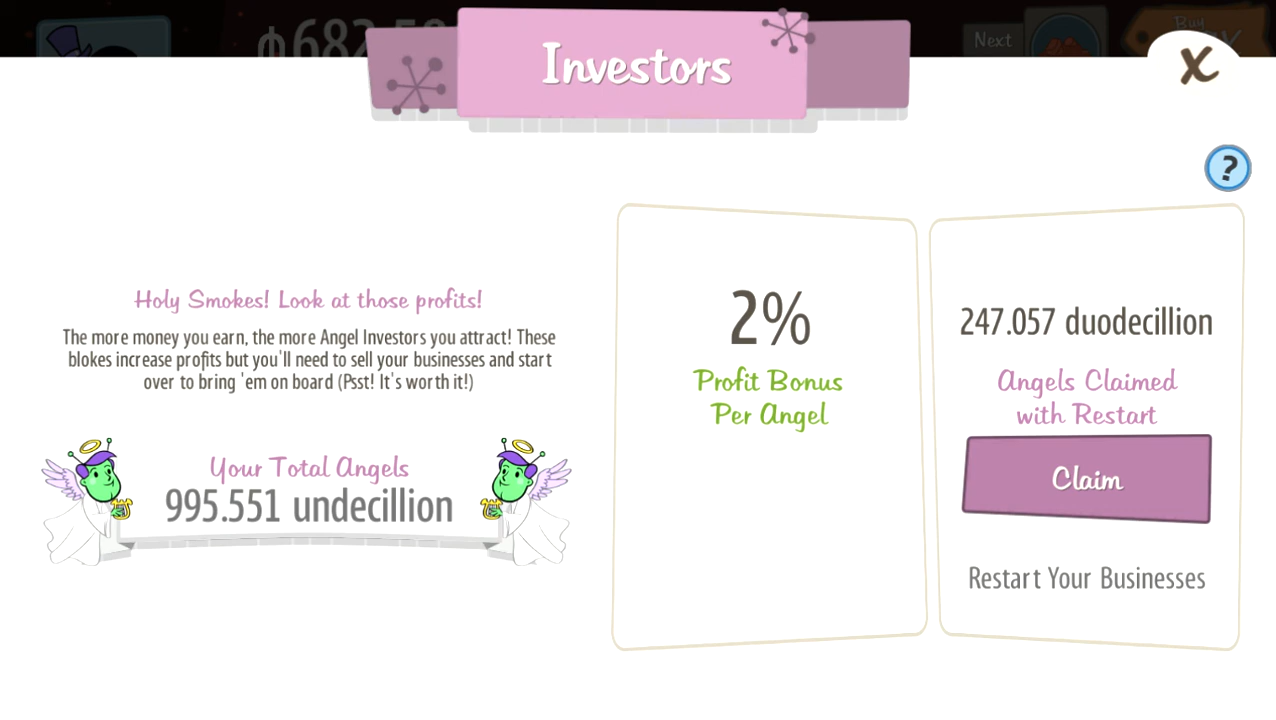 Investors
Next
Buy
x
?
Holy Smokes! Look at those profits!
The more money you earn, the more Angel Investors you attract! These
blokes increase profits but you'll need to sell your businesses and start
over to bring 'em on board (Psst! It's worth it!)
Your Total Angels
995.551 undecillion
2%
Profit Bonus
Per Angel
247.057 duodecillion
Angels Claimed
with Restart
Claim
Restart Your Businesses